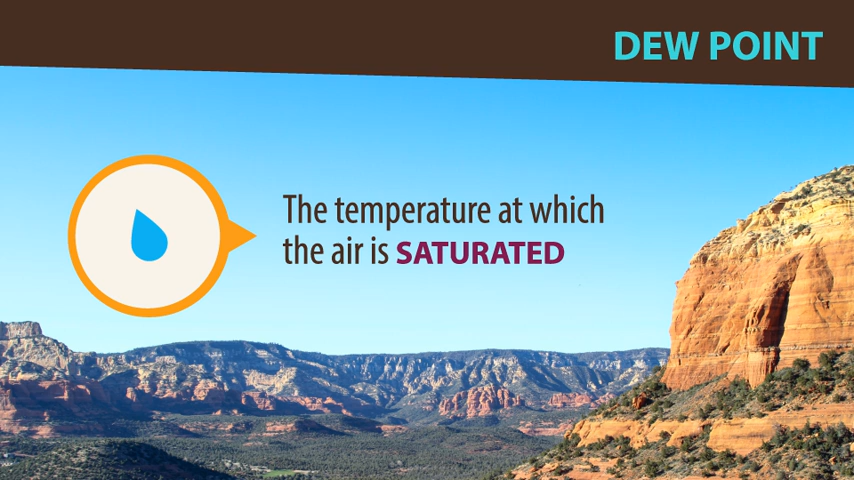 DEW POINT
The temperature at which
the air is SATURATED